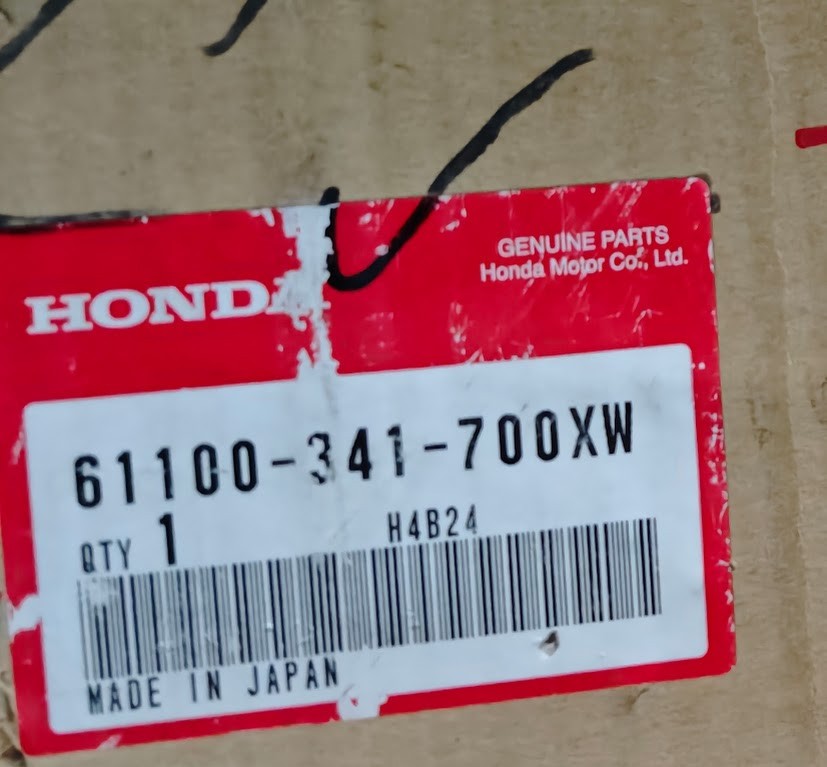 HONDA
GENUINE PARTS
Honda Motor Co., Ltd.
61100-341-700XW
QTY 1 H4B24
MADE IN JAPAN